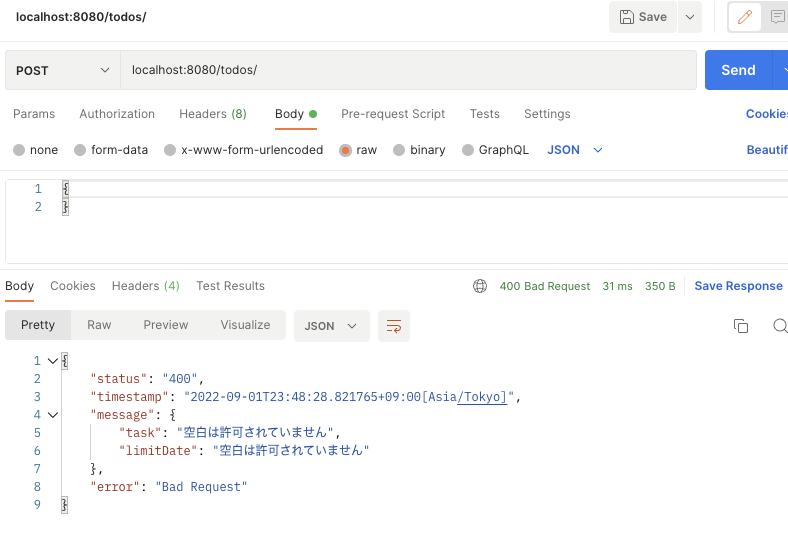 localhost:8080/todos/
Save
POST
localhost:8080/todos/
Send
Params Authorization Headers (8) Body Pre-request Script Tests Settings Cookies
none form-data x-www-form-urlencoded raw binary GraphQL JSON Beautif
1 {
2 }
Body Cookies Headers (4) Test Results 400 Bad Request 31 ms 350 B Save Response
Pretty Raw Preview Visualize JSON
1 {
2 "status": "400",
3 "timestamp": "2022-09-01T23:48:28.821765+09:00[Asia/Tokyo]",
4 "message": {
5 "task": "空白は許可されていません",
6 "limitDate": "空白は許可されていません"
7 },
8 "error": "Bad Request"
9 }